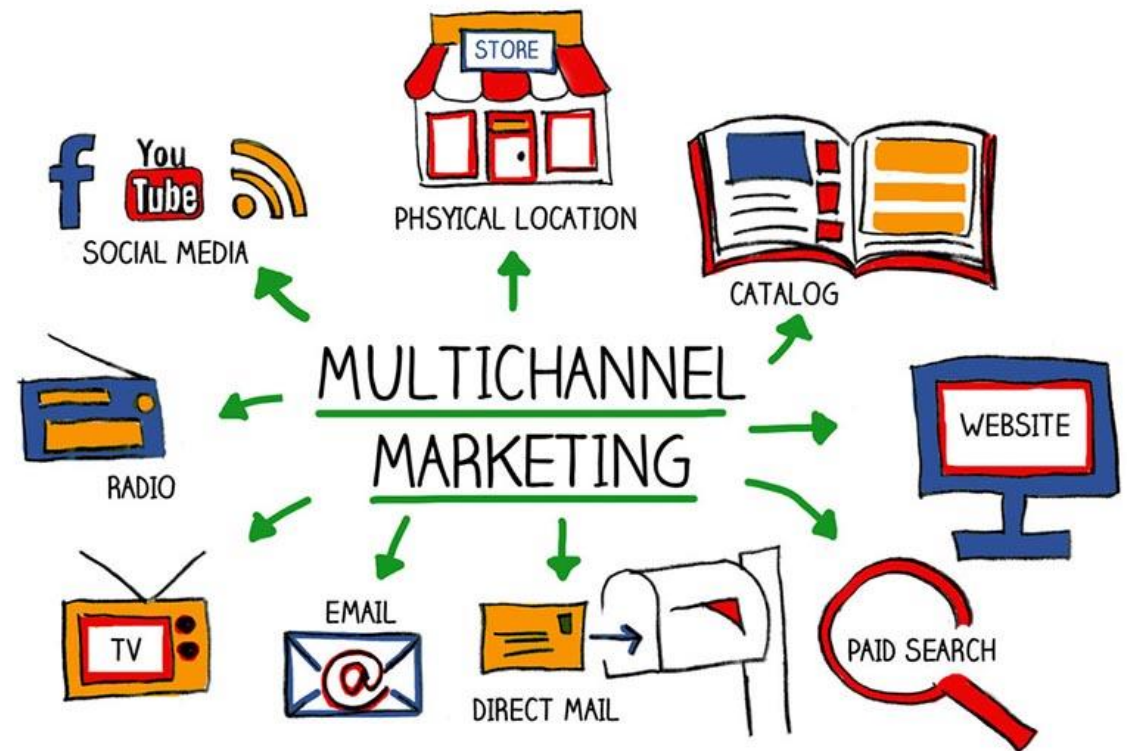 STORE
PHSYICAL LOCATION
f
You
Tube
SOCIAL MEDIA
CATALOG
MULTICHANNEL
MARKETING
WEBSITE
RADIO
TV
EMAIL
@
DIRECT MAIL
PAID SEARCH